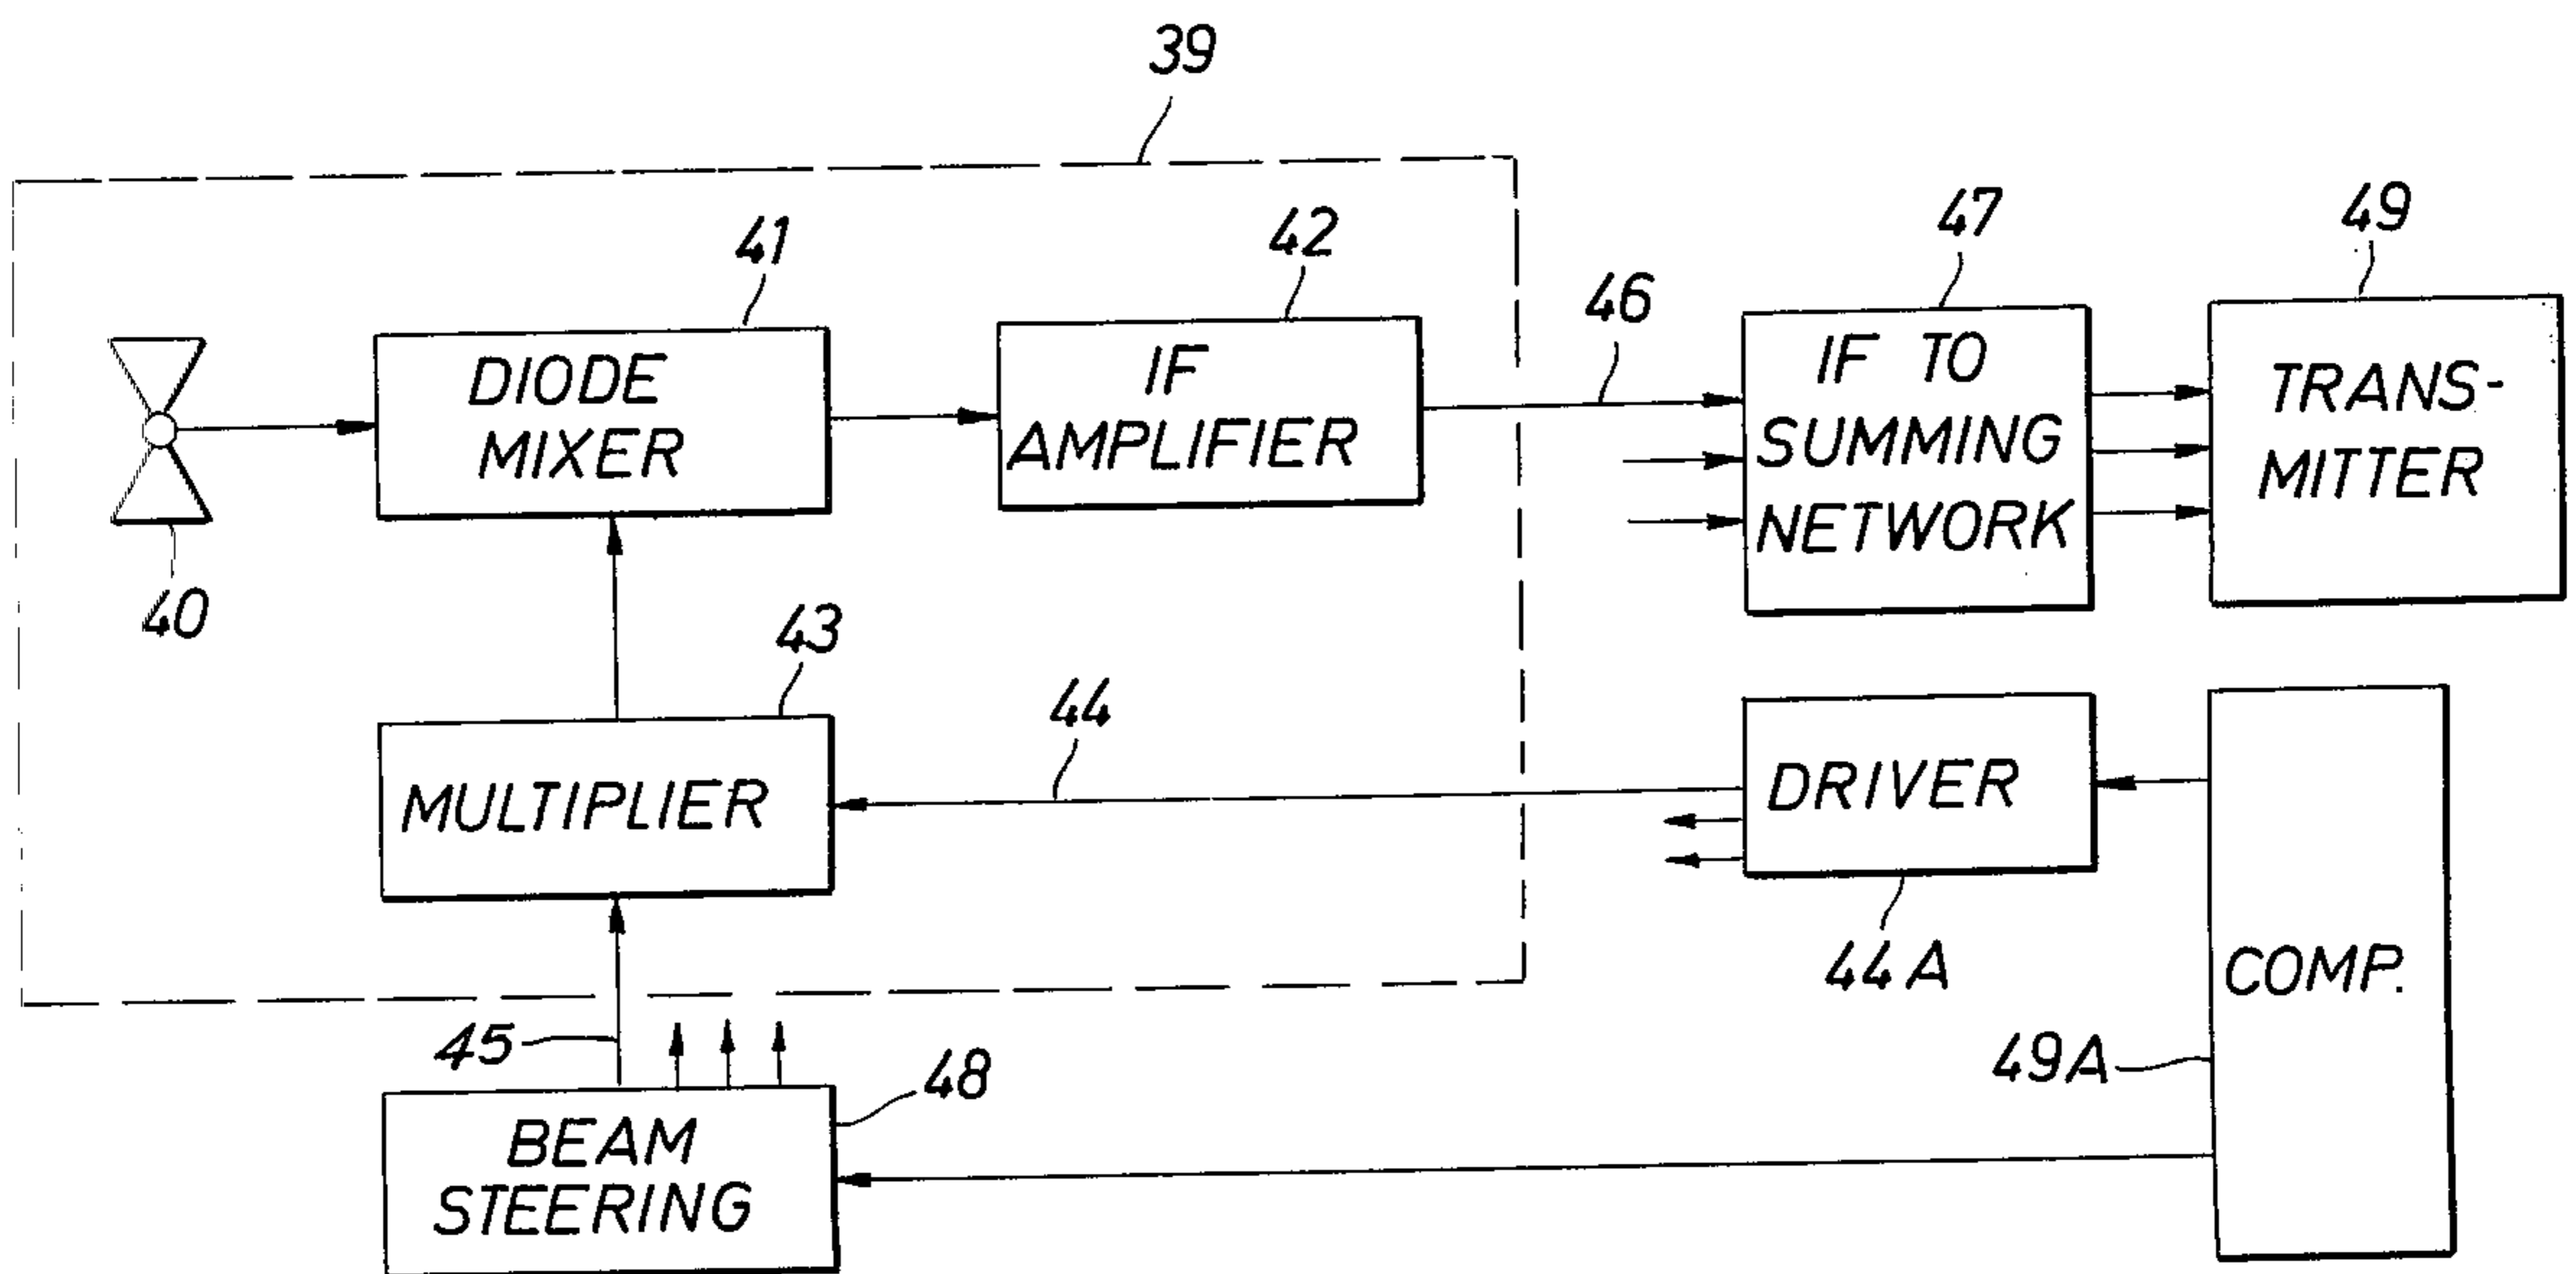 39
41
42
47
49
46
DIODE
MIXER
IF
AMPLIFIER
IF TO
SUMMING
NETWORK
TRANS-
MITTER
40
43
44
MULTIPLIER
DRIVER
44A
COMP.
45
48
49A
BEAM
STEERING